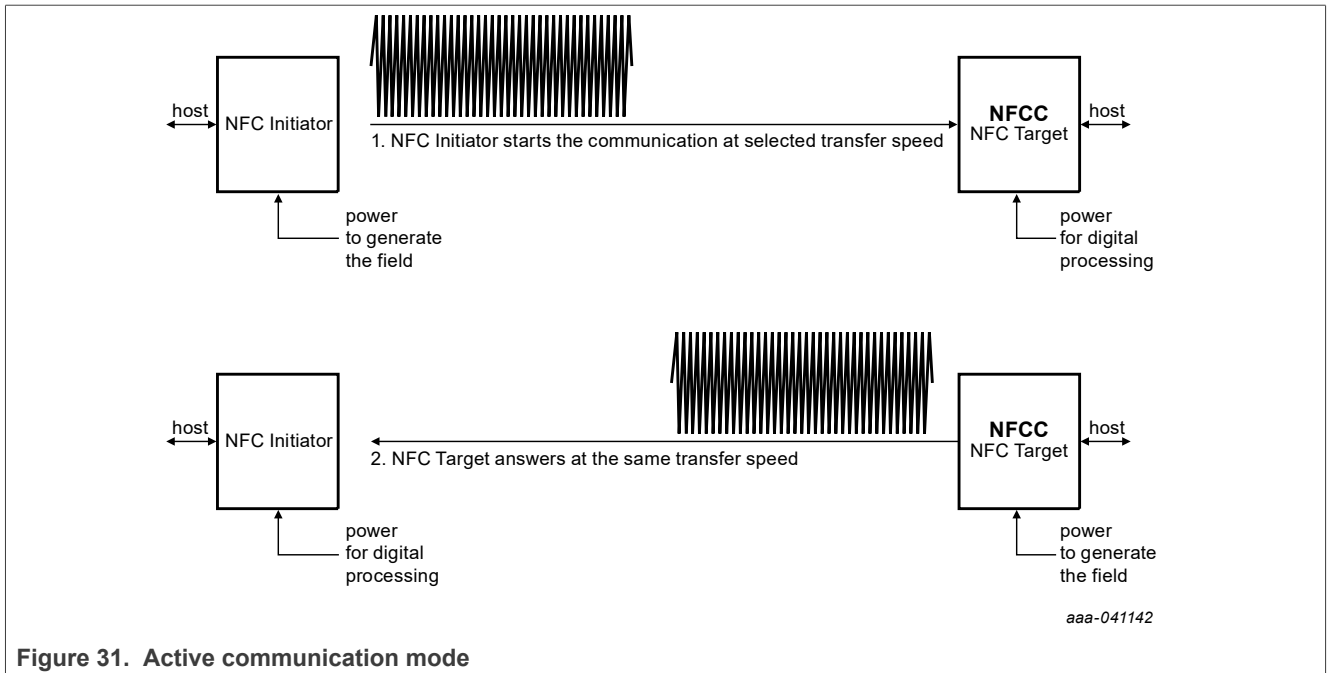 host
NFC Initiator
1. NFC Initiator starts the communication at selected transfer speed
NFCC
NFC Target
host
power
to generate
the field
power
for digital
processing
host
NFC Initiator
2. NFC Target answers at the same transfer speed
NFCC
NFC Target
host
power
for digital
processing
power
to generate
the field
aaa-041142
Figure 31. Active communication mode